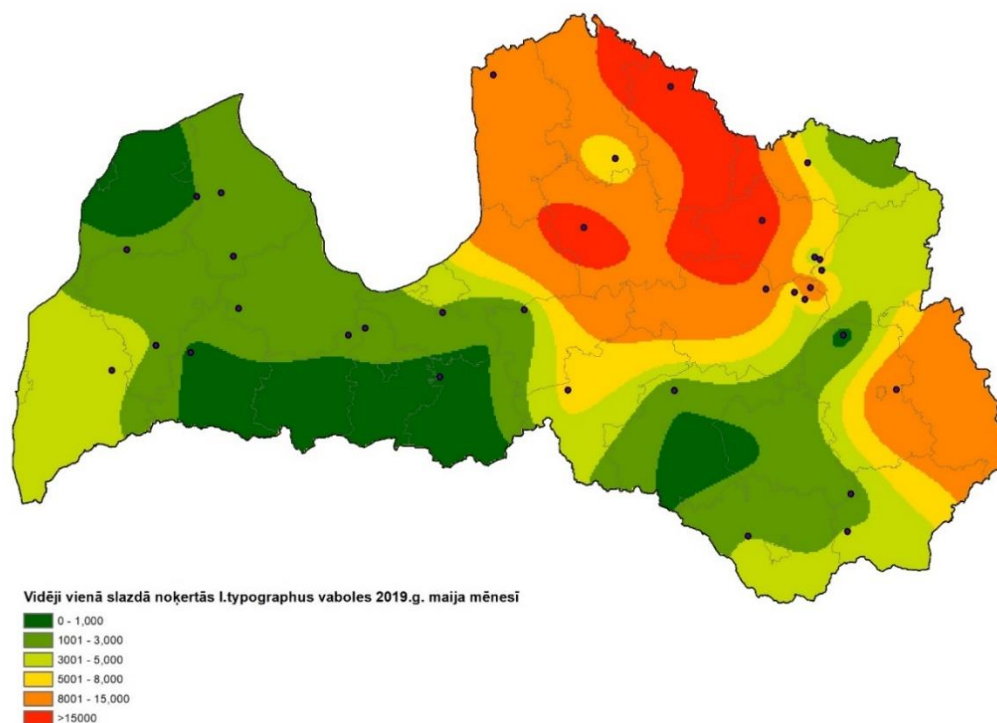 Vidēji vienā slazdā noķertās I.typographus vaboles 2019.g. maija mēnesī
0 - 1,000
1001 - 3,000
3001 - 5,000
5001 - 8,000
8001 - 15,000
>15000